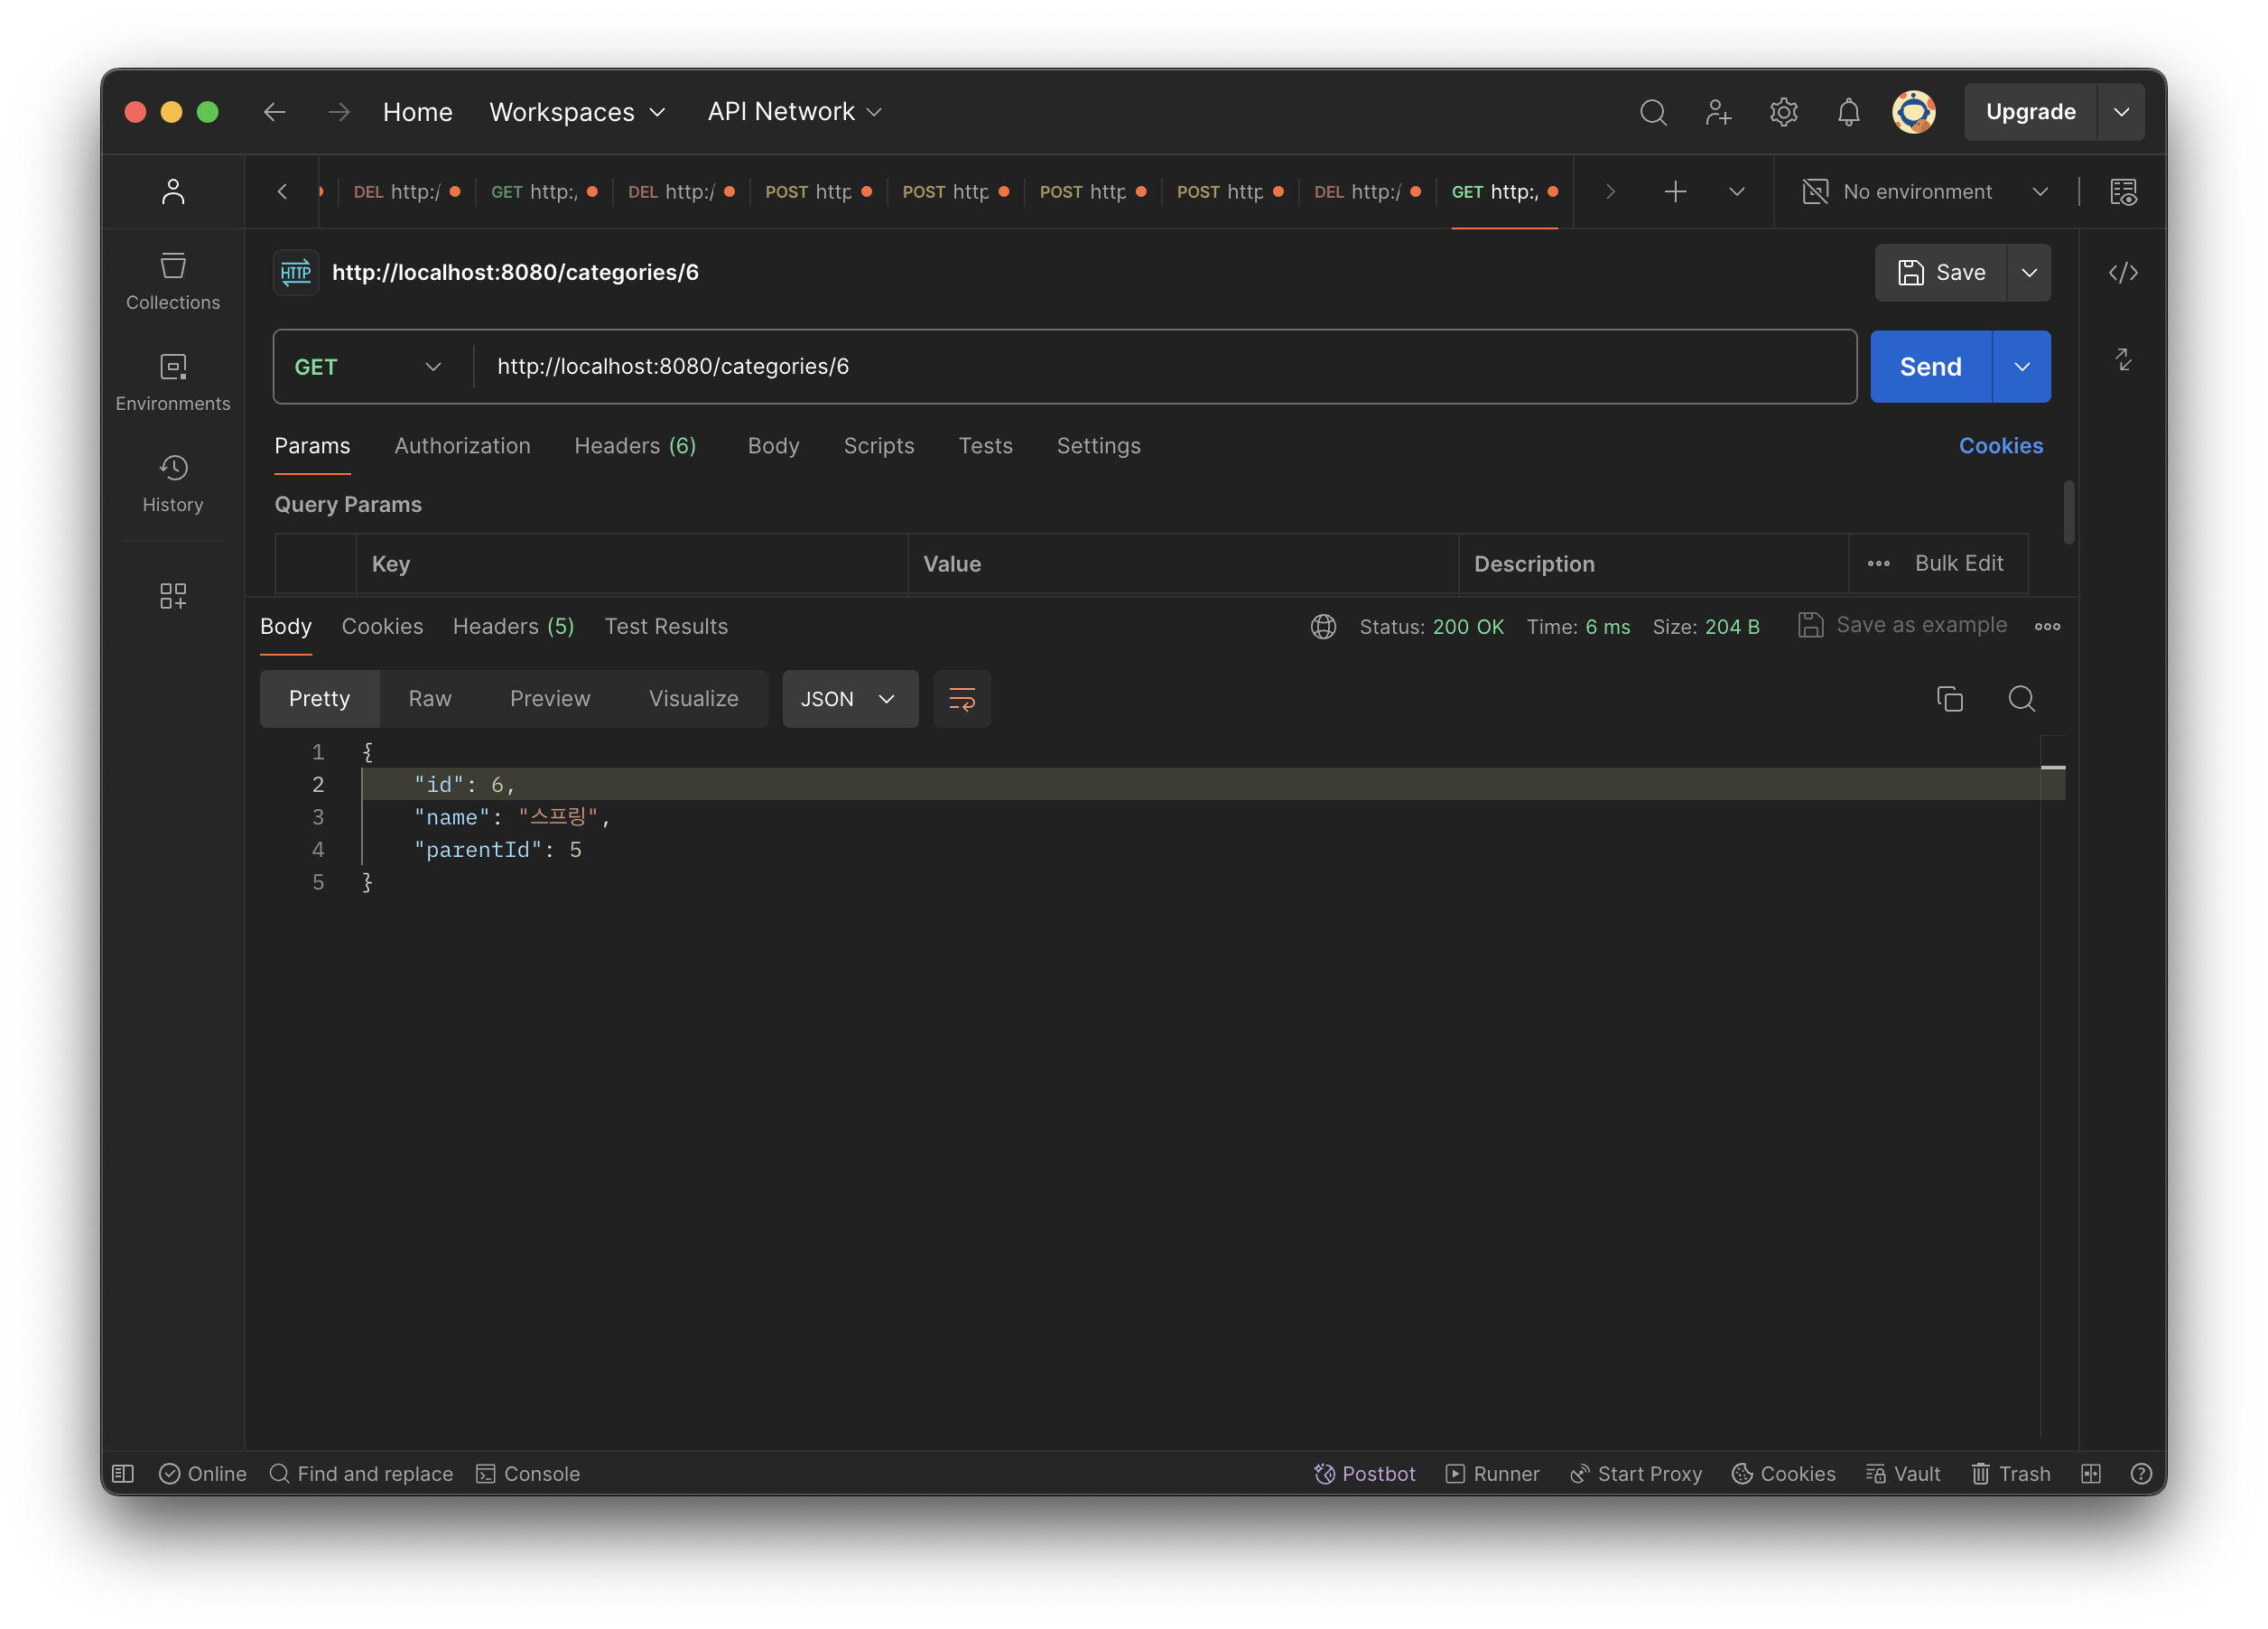 Home Workspaces API Network Upgrade
DEL http:/ GET http:, DEL http:/ POST http POST http POST http POST http DEL http:/ GET http:, No environment
HTTP http://localhost:8080/categories/6 Save
Collections
GET http://localhost:8080/categories/6 Send
Environments
Params Authorization Headers (6) Body Scripts Tests Settings Cookies
History
Query Params
Key Value Description Bulk Edit
Body Cookies Headers (5) Test Results Status: 200 OK Time: 6 ms Size: 204 B Save as example
Pretty Raw Preview Visualize JSON
1 {
2 "id": 6,
3 "name": "스프링",
4 "parentId": 5
5 }
Online Find and replace Console Postbot Runner Start Proxy Cookies Vault Trash